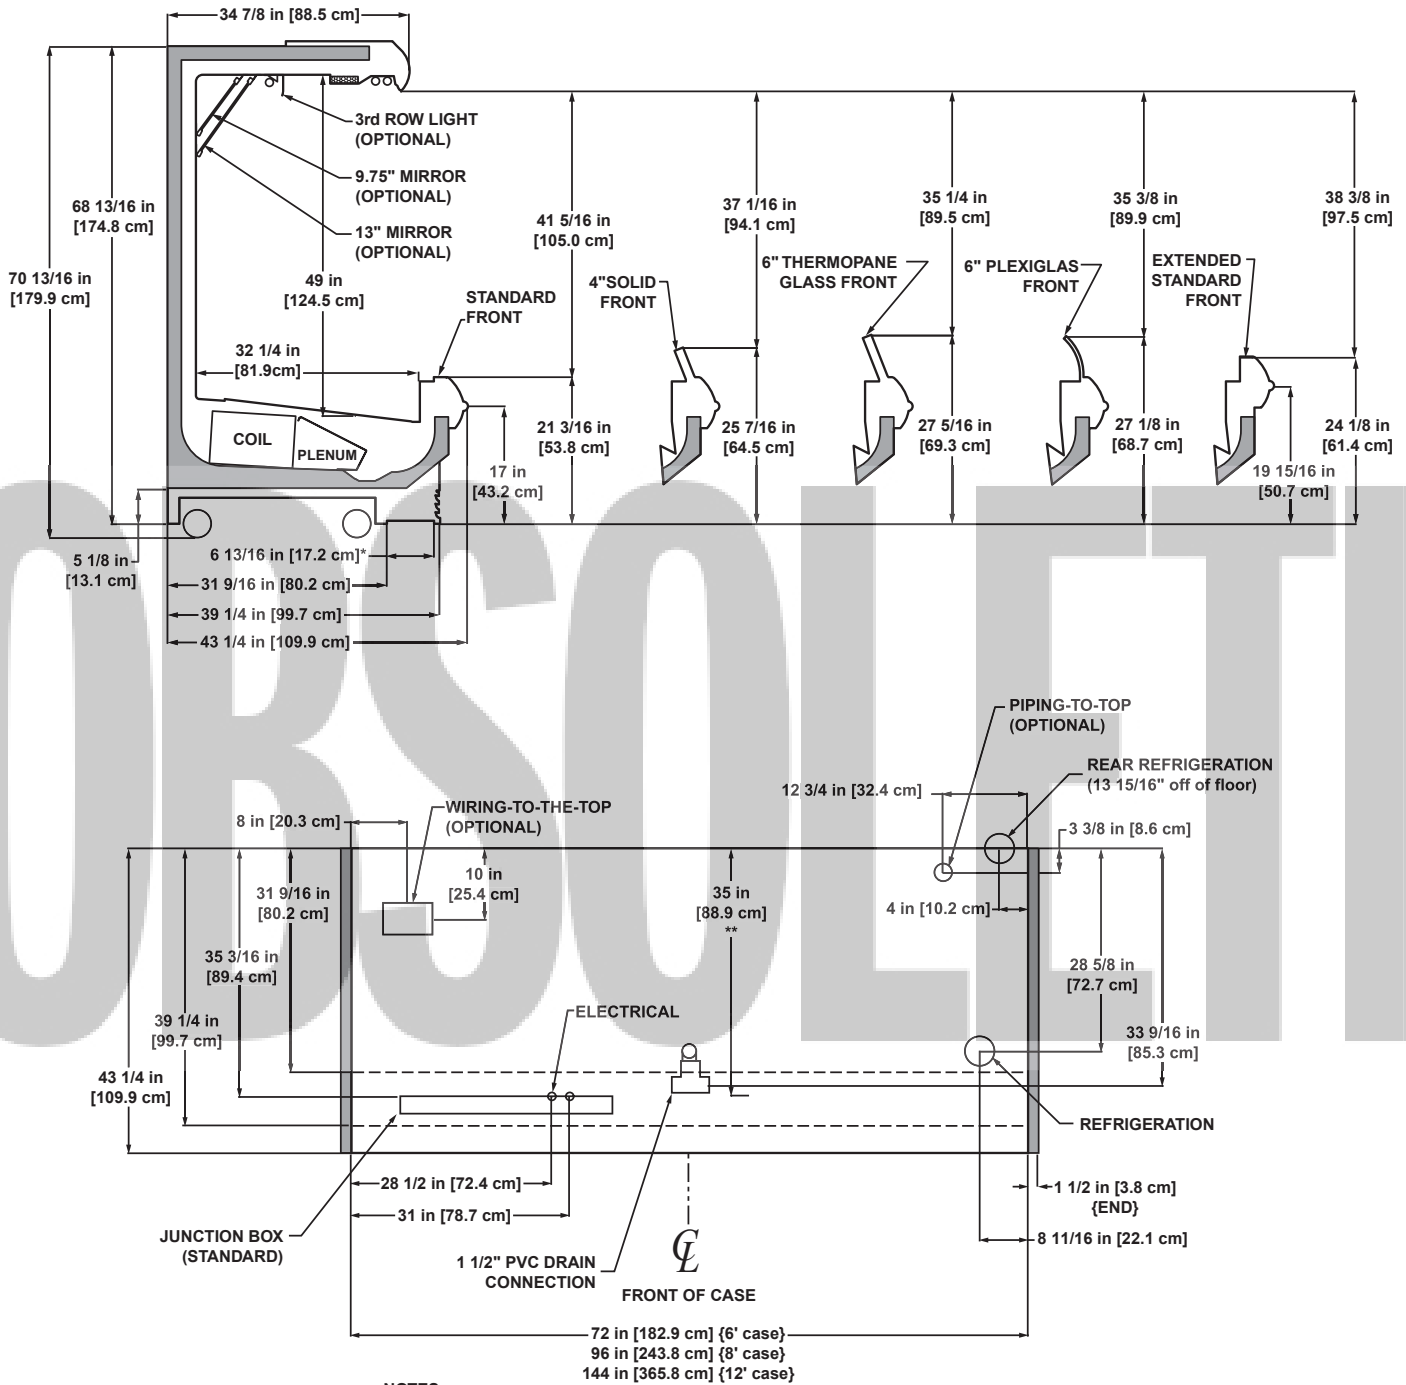 34 7/8 in [88.5 cm]
3rd ROW LIGHT
(OPTIONAL)
9.75" MIRROR
(OPTIONAL)
13" MIRROR
(OPTIONAL)
68 13/16 in
[174.8 cm]
70 13/16 in
[179.9 cm]
49 in
[124.5 cm]
STANDARD
FRONT
32 1/4 in
[81.9cm]
COIL
PLENUM
41 5/16 in
[105.0 cm]
37 1/16 in
[94.1 cm]
35 1/4 in
[89.5 cm]
35 3/8 in
[89.9 cm]
38 3/8 in
[97.5 cm]
4"SOLID
FRONT
6" THERMOPANE
GLASS FRONT
6" PLEXIGLAS
FRONT
EXTENDED
STANDARD
FRONT
21 3/16 in
[53.8 cm]
25 7/16 in
[64.5 cm]
27 5/16 in
[69.3 cm]
27 1/8 in
[68.7 cm]
24 1/8 in
[61.4 cm]
17 in
[43.2 cm]
19 15/16 in
[50.7 cm]
5 1/8 in
[13.1 cm]
6 13/16 in [17.2 cm]*
31 9/16 in [80.2 cm]
39 1/4 in [99.7 cm]
43 1/4 in [109.9 cm]
PIPING-TO-TOP
(OPTIONAL)
REAR REFRIGERATION
(13 15/16" off of floor)
12 3/4 in [32.4 cm]
3 3/8 in [8.6 cm]
WIRING-TO-THE-TOP
(OPTIONAL)
8 in [20.3 cm]
10 in
[25.4 cm]
31 9/16 in
[80.2 cm]
35 in
[88.9 cm]
**
4 in [10.2 cm]
35 3/16 in
[89.4 cm]
28 5/8 in
[72.7 cm]
39 1/4 in
[99.7 cm]
33 9/16 in
[85.3 cm]
ELECTRICAL
43 1/4 in
[109.9 cm]
REFRIGERATION
28 1/2 in [72.4 cm]
31 in [78.7 cm]
1 1/2 in [3.8 cm]
{END}
8 11/16 in [22.1 cm]
JUNCTION BOX
(STANDARD)
1 1/2" PVC DRAIN
CONNECTION
CL
FRONT OF CASE
72 in [182.9 cm] {6' case}
96 in [243.8 cm] {8' case}
144 in [365.8 cm] {12' case}
NOTES